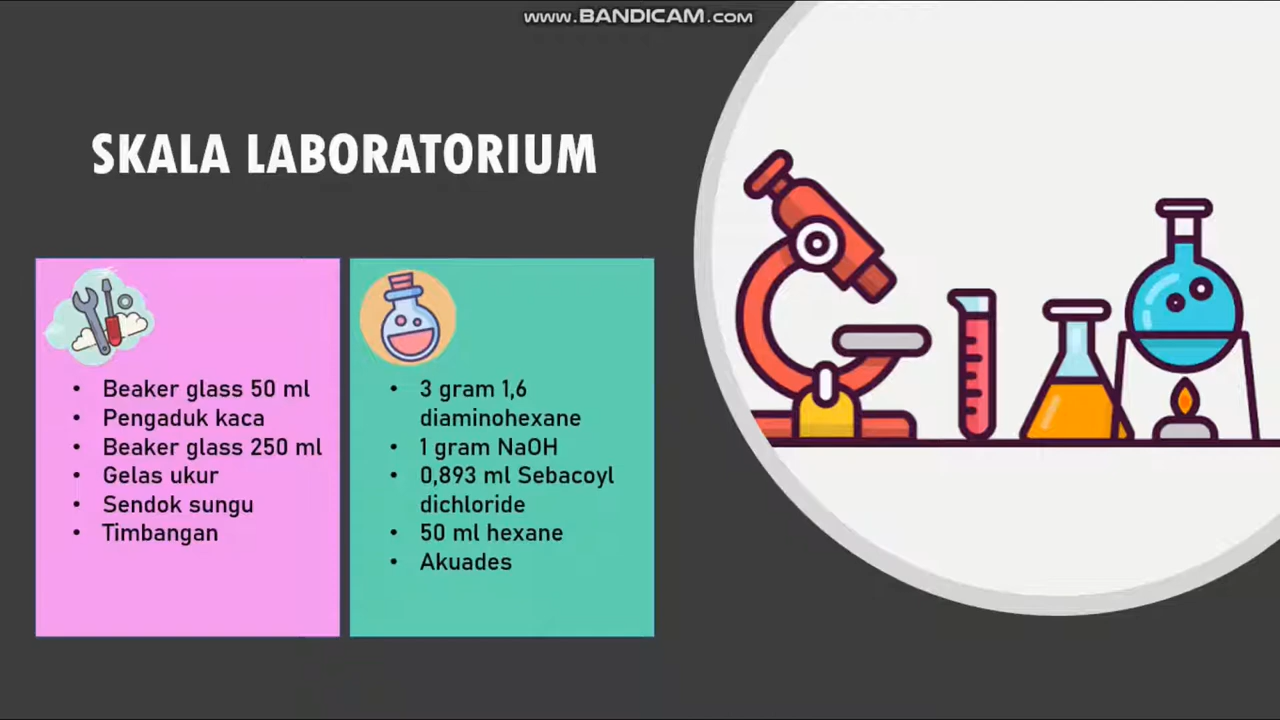 www.BANDICAM.com
SKALA LABORATORIUM
• Beaker glass 50 ml
• Pengaduk kaca
• Beaker glass 250 ml
• Gelas ukur
• Sendok sungu
• Timbangan
• 3 gram 1,6
diaminohexane
• 1 gram NaOH
• 0,893 ml Sebacoyl
dichloride
• 50 ml hexane
• Akuades